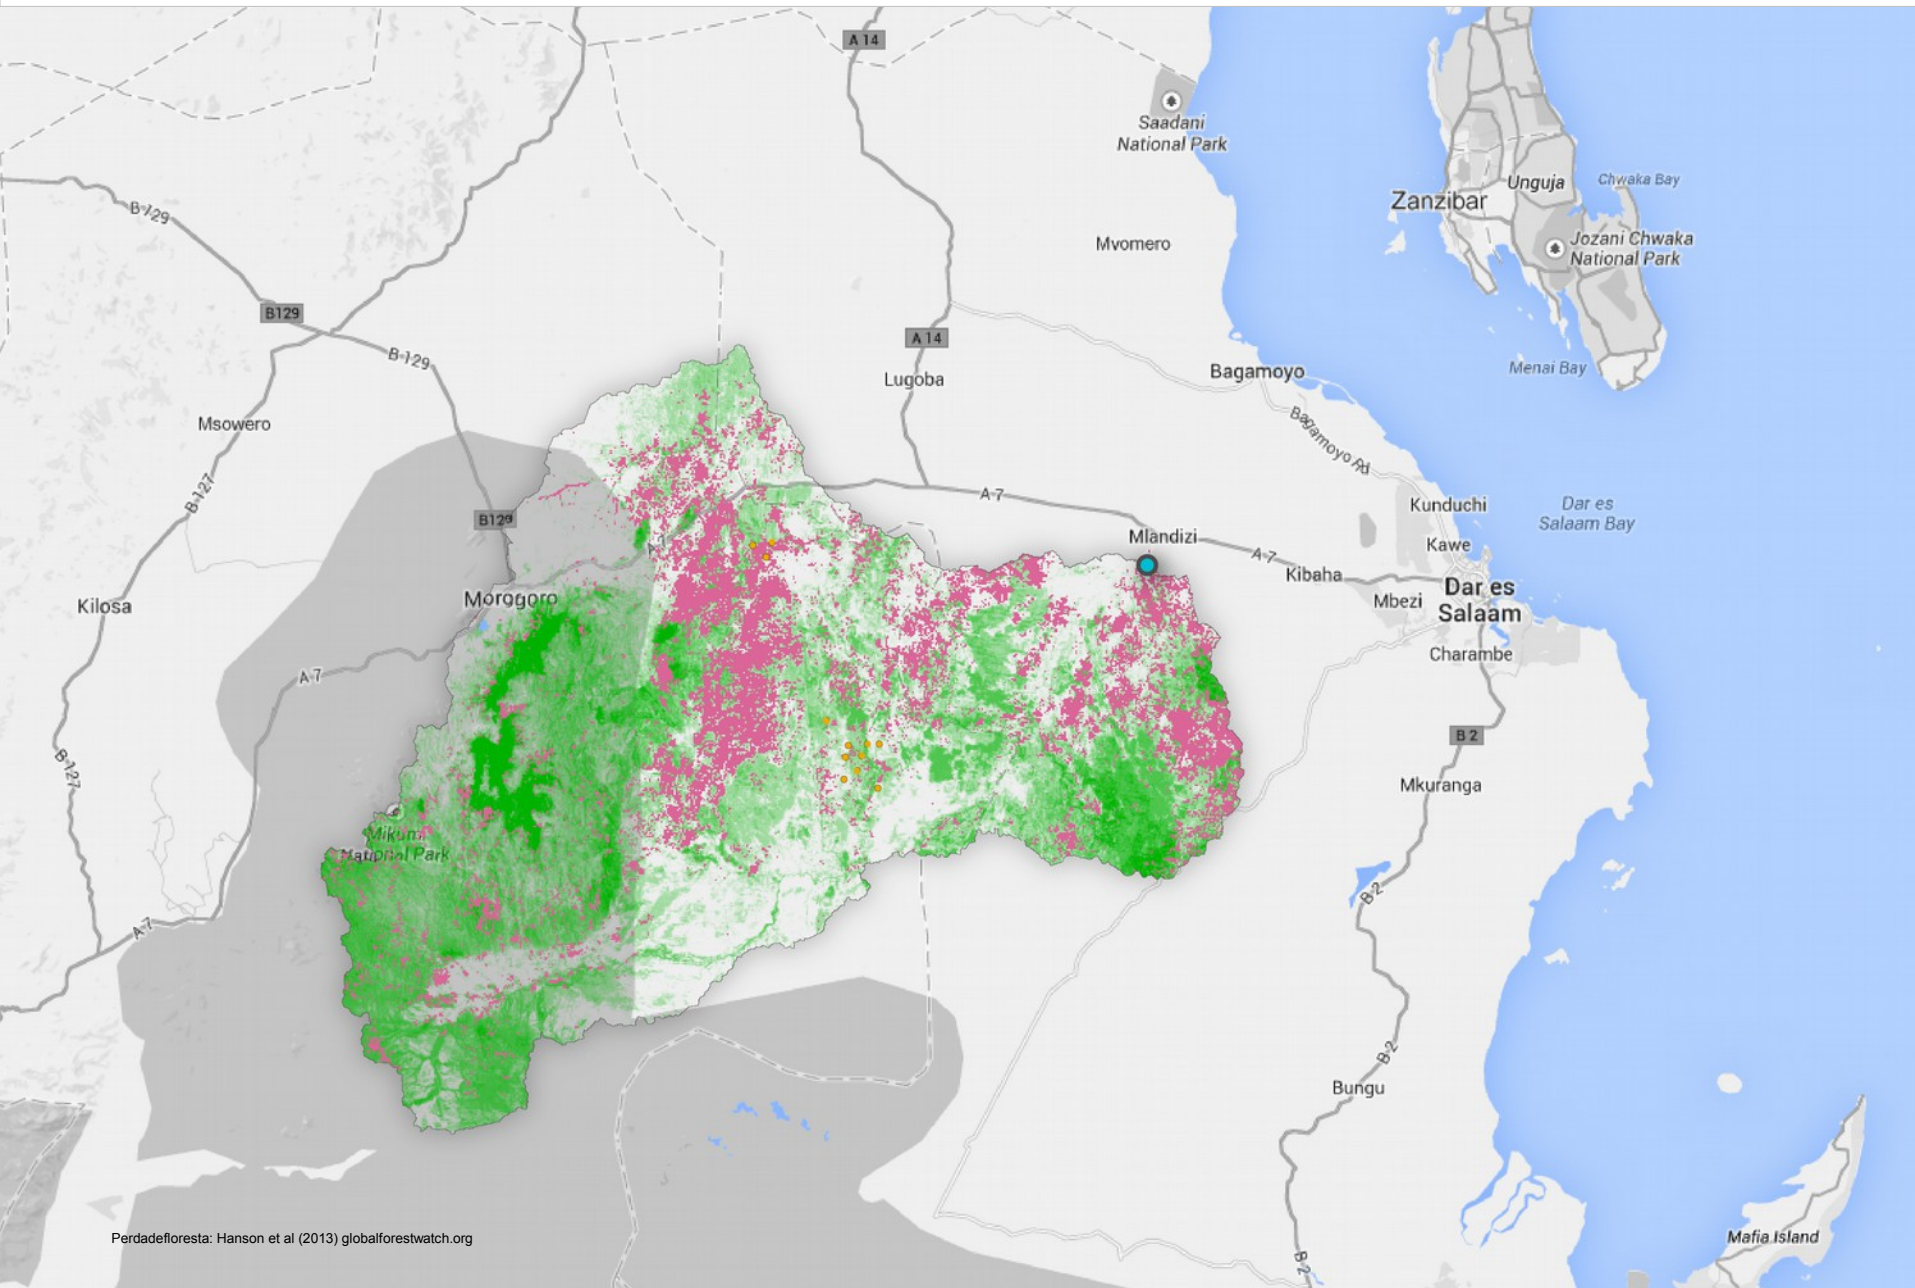 A 14
Saadani
National Park
Unguja
Chwaka Bay
Zanzibar
B 129
Jozani Chwaka
National Park
Mvomero
B129
A 14
B 129
Lugoba
Bagamoyo
Menai Bay
Msowero
Bagamoyo Rd
B-127
A 7
Kunduchi
Dar es
Salaam Bay
B129
Mlandizi
Kawe
A 7
A 7
Kibaha
Dar es
Salaam
Mbezi
Morogoro
Kilosa
Charambe
A 7
B 2
B-127
Mkuranga
Mikumi
National Park
B-2
A 7
B-2
Bungu
Perdadefloresta: Hanson et al (2013) globalforestwatch.org
Mafia Island
B-2